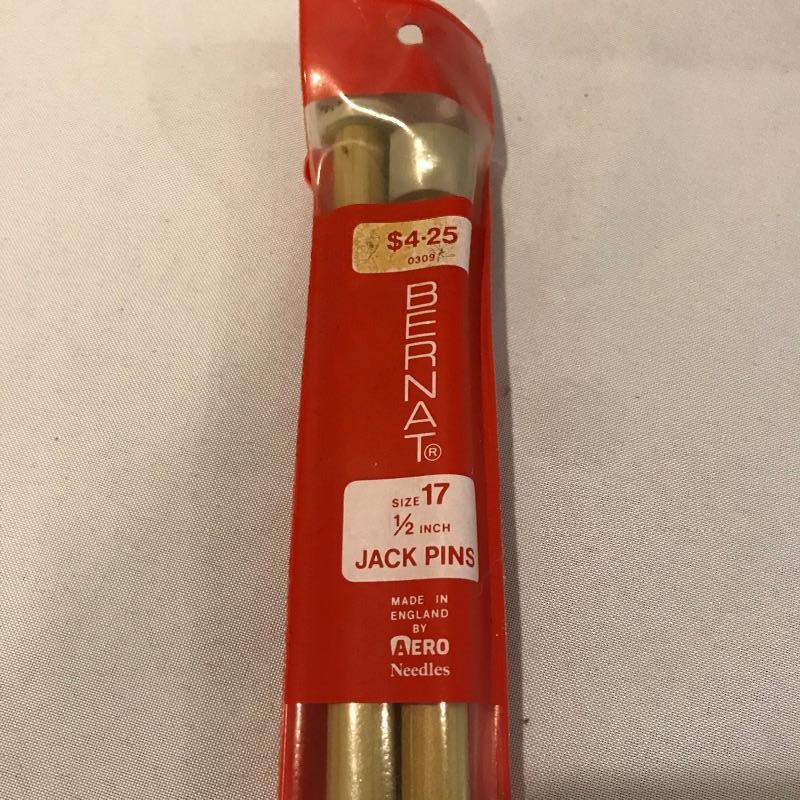 $4.25
0309
BERNAT®
SIZE 17
½ INCH
JACK PINS
MADE IN
ENGLAND
BY
AERO
Needles